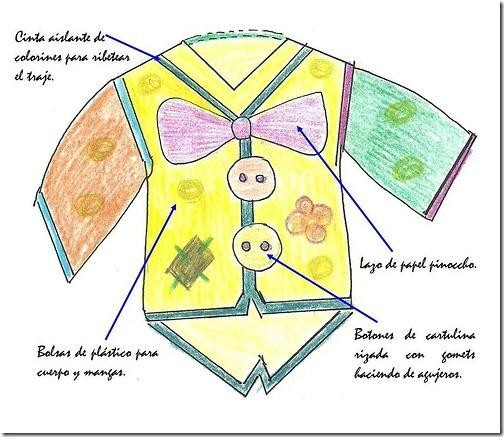 Cinta aislante de
colorines para ribetear
el traje.
Lazo de papel pinoccho.
Bolsas de plástico para
cuerpo y mangas.
Botones de cartulina
rizada con gomets
haciendo de agujeros.